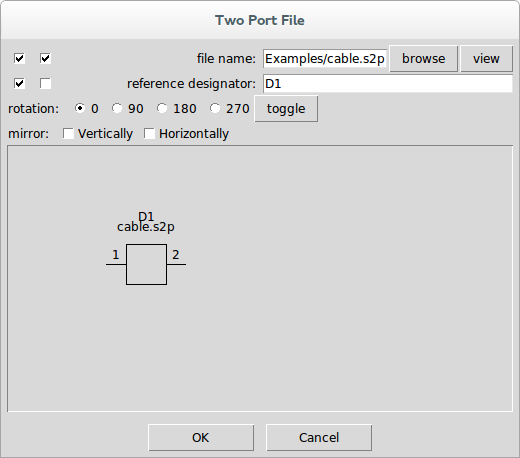 Two Port File
file name: Examples/cable.s2p browse view
reference designator: D1
rotation: 0 90 180 270 toggle
mirror: Vertically Horizontally
D1
cable.s2p
1 2
OK Cancel